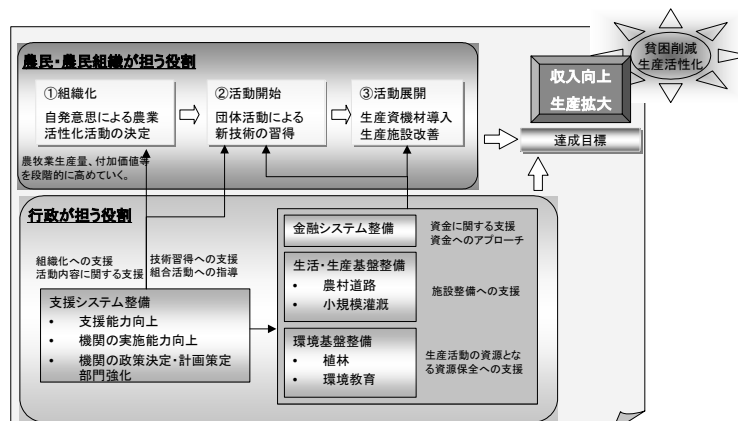 農民・農民組織が担う役割
①組織化
自発意思による農業
活性化活動の決定
②活動開始
団体活動による
新技術の習得
③活動展開
生産資機材導入
生産施設改善
農牧業生産量、付加価値等
を段階的に高めていく。
収入向上
生産拡大
貧困削減
生産活性化
達成目標
行政が担う役割
組織化への支援
活動内容に関する支援
技術習得への支援
組合活動への指導
支援システム整備
• 支援能力向上
• 機関の実施能力向上
• 機関の政策決定・計画策定
部門強化
金融システム整備
資金に関する支援
資金へのアプローチ
生活・生産基盤整備
• 農村道路
• 小規模灌漑
施設整備への支援
環境基盤整備
• 植林
• 環境教育
生産活動の資源とな
る資源保全への支援